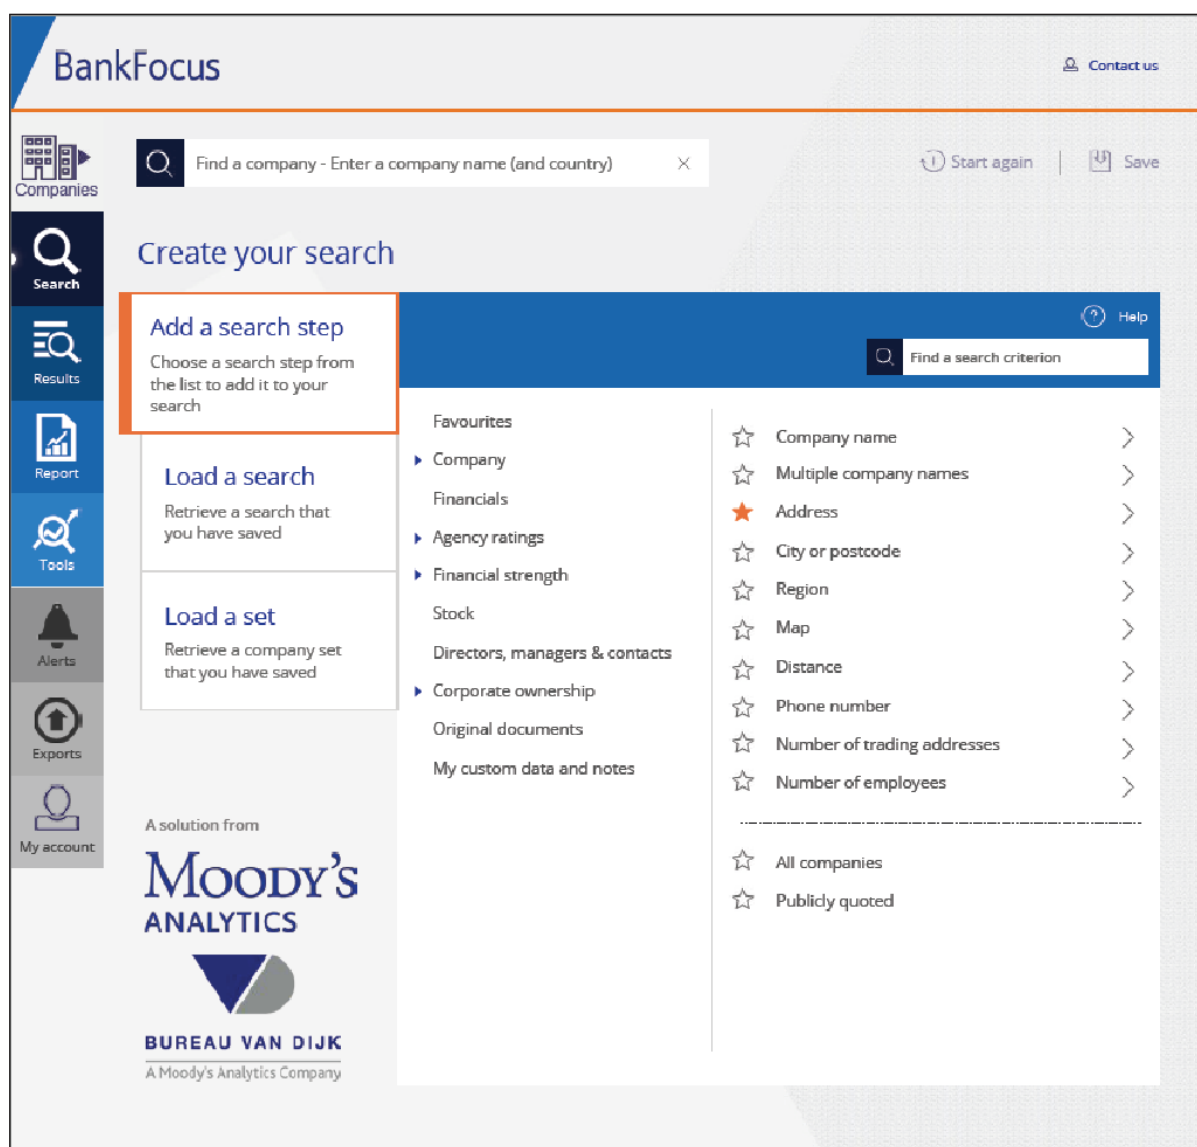 BankFocus
Contact us
Companies
Find a company - Enter a company name (and country)
Start again
Save
Search
Create your search
Results
Report
Tools
Alerts
Exports
My account
Add a search step
Choose a search step from
the list to add it to your
search
Load a search
Retrieve a search that
you have saved
Load a set
Retrieve a company set
that you have saved
Help
Find a search criterion
Favourites
Company
Financials
Agency ratings
Financial strength
Stock
Directors, managers & contacts
Corporate ownership
Original documents
My custom data and notes
Company name
Multiple company names
Address
City or postcode
Region
Map
Distance
Phone number
Number of trading addresses
Number of employees
All companies
Publicly quoted
A solution from
MOODY'S
ANALYTICS
BUREAU VAN DIJK
A Moody's Analytics Company